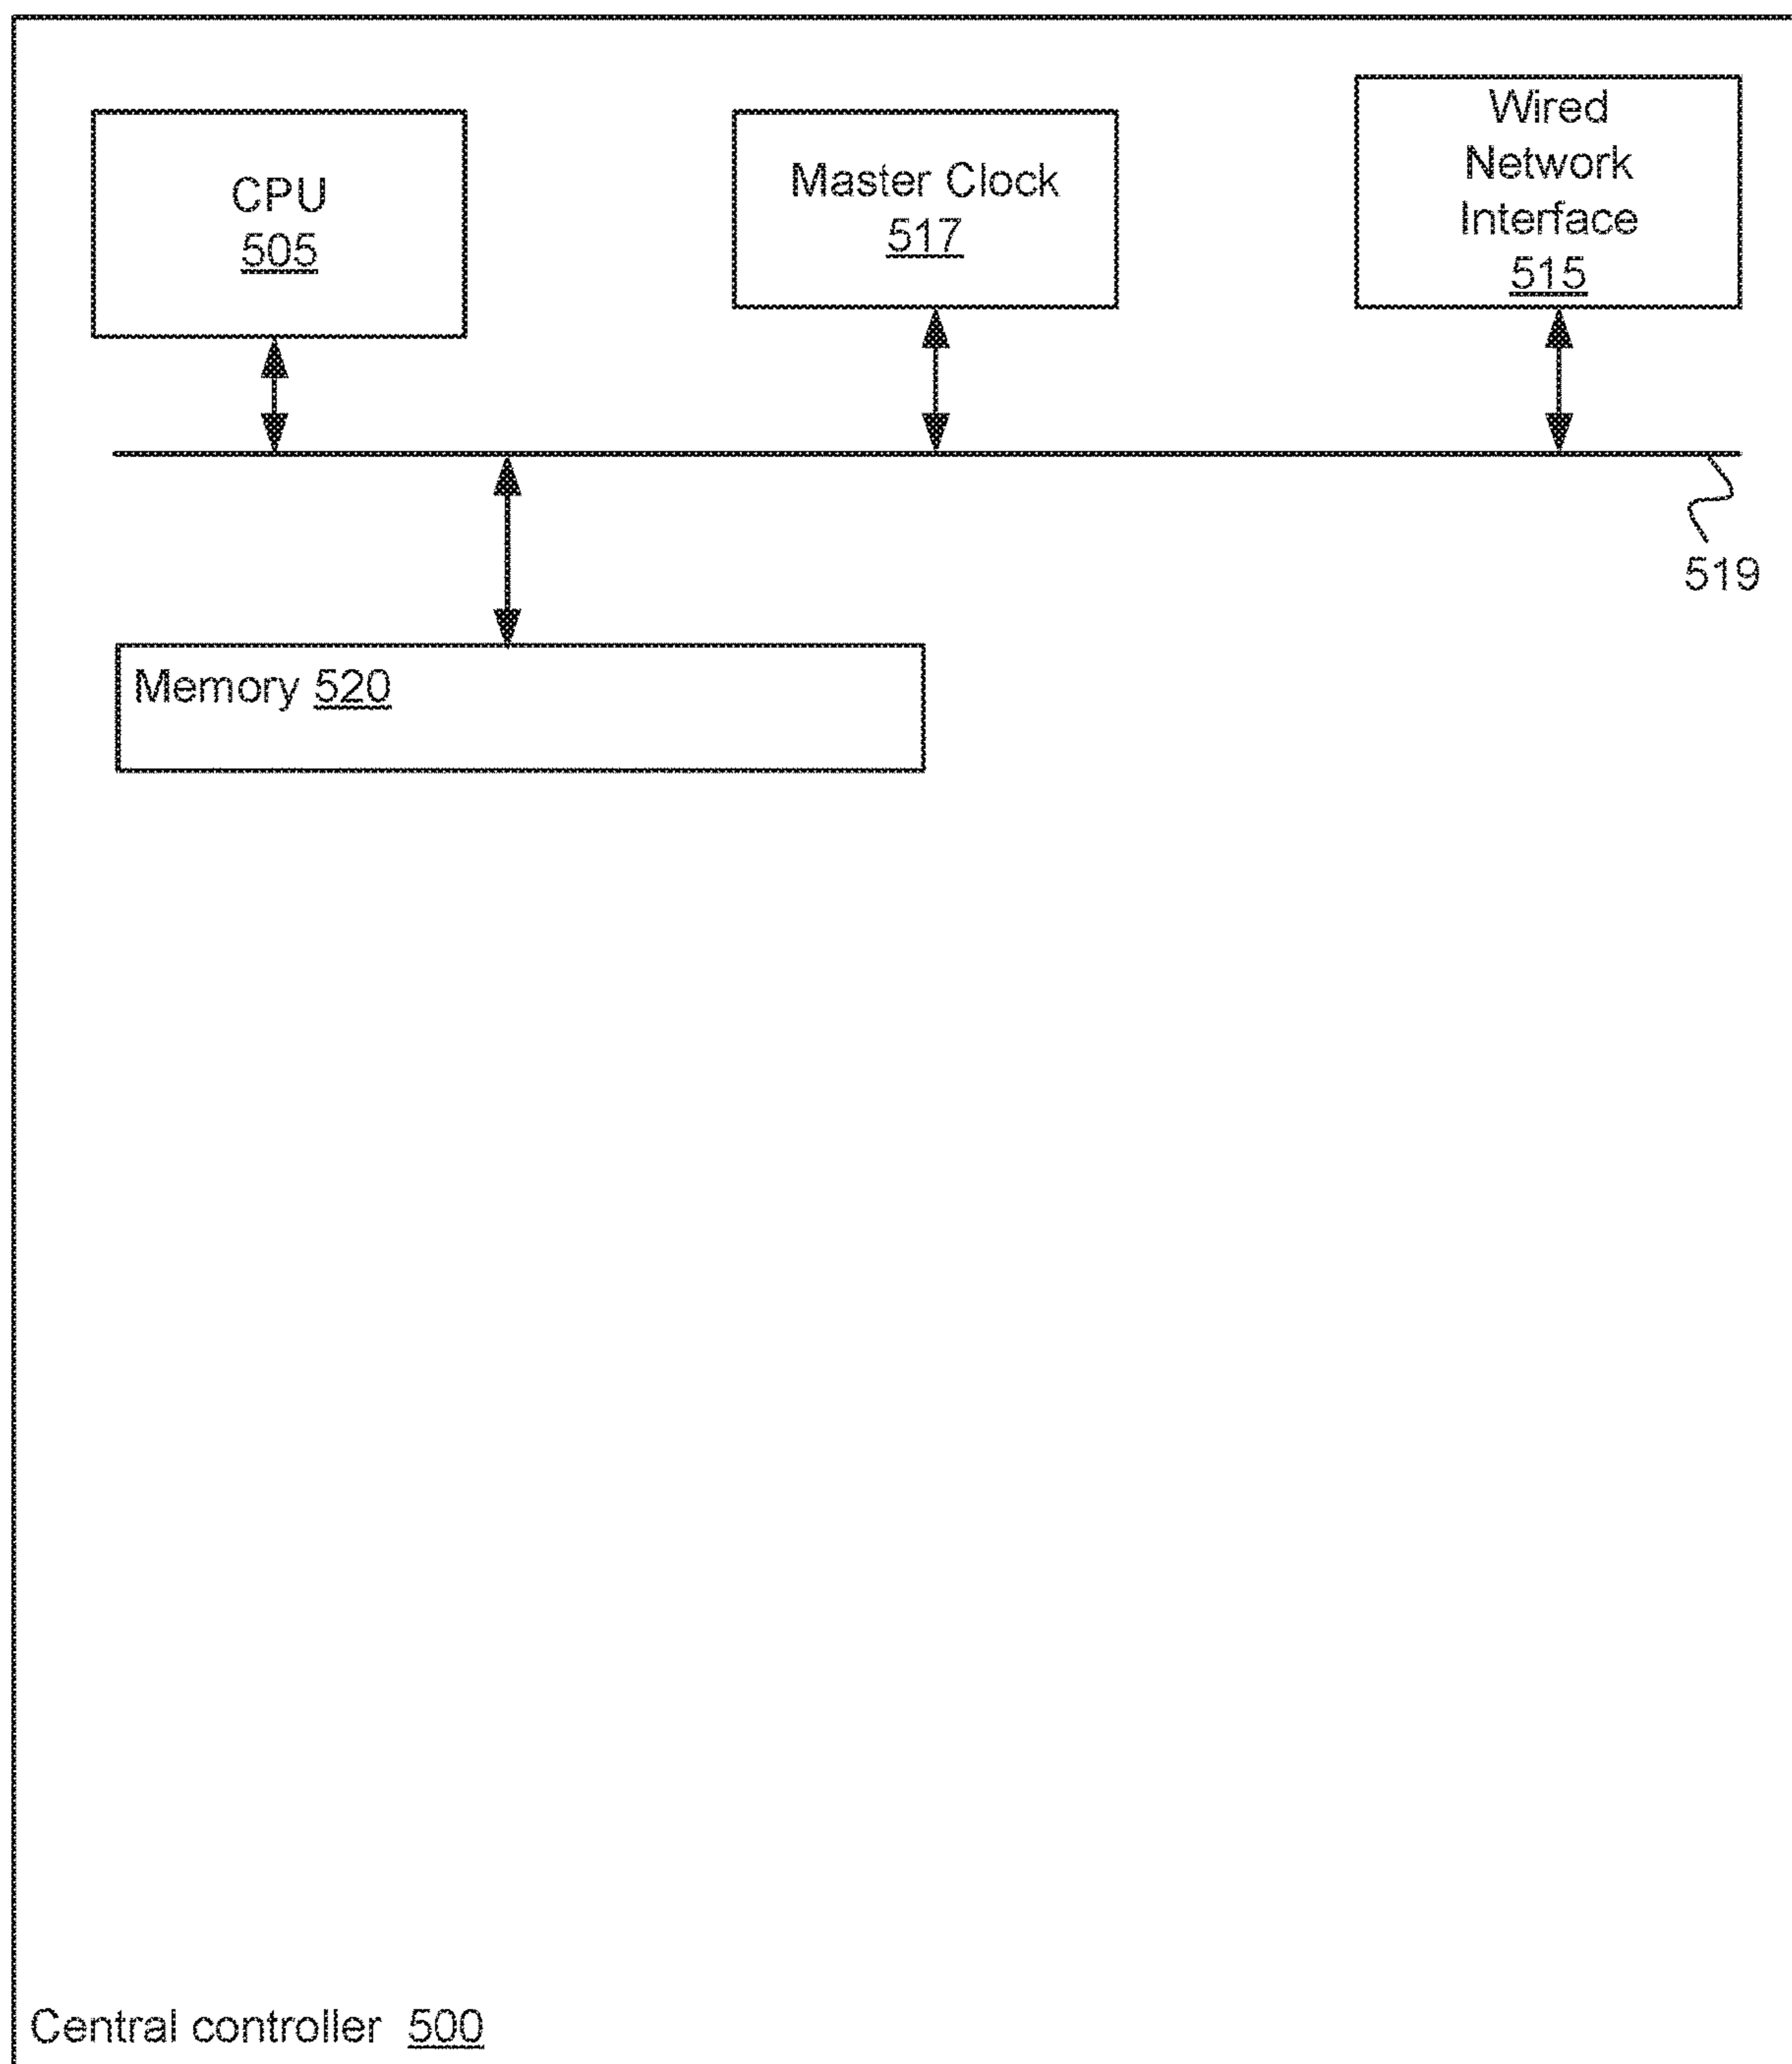 CPU
505
Master Clock
517
Wired
Network
Interface
515
519
Memory 520
Central controller 500